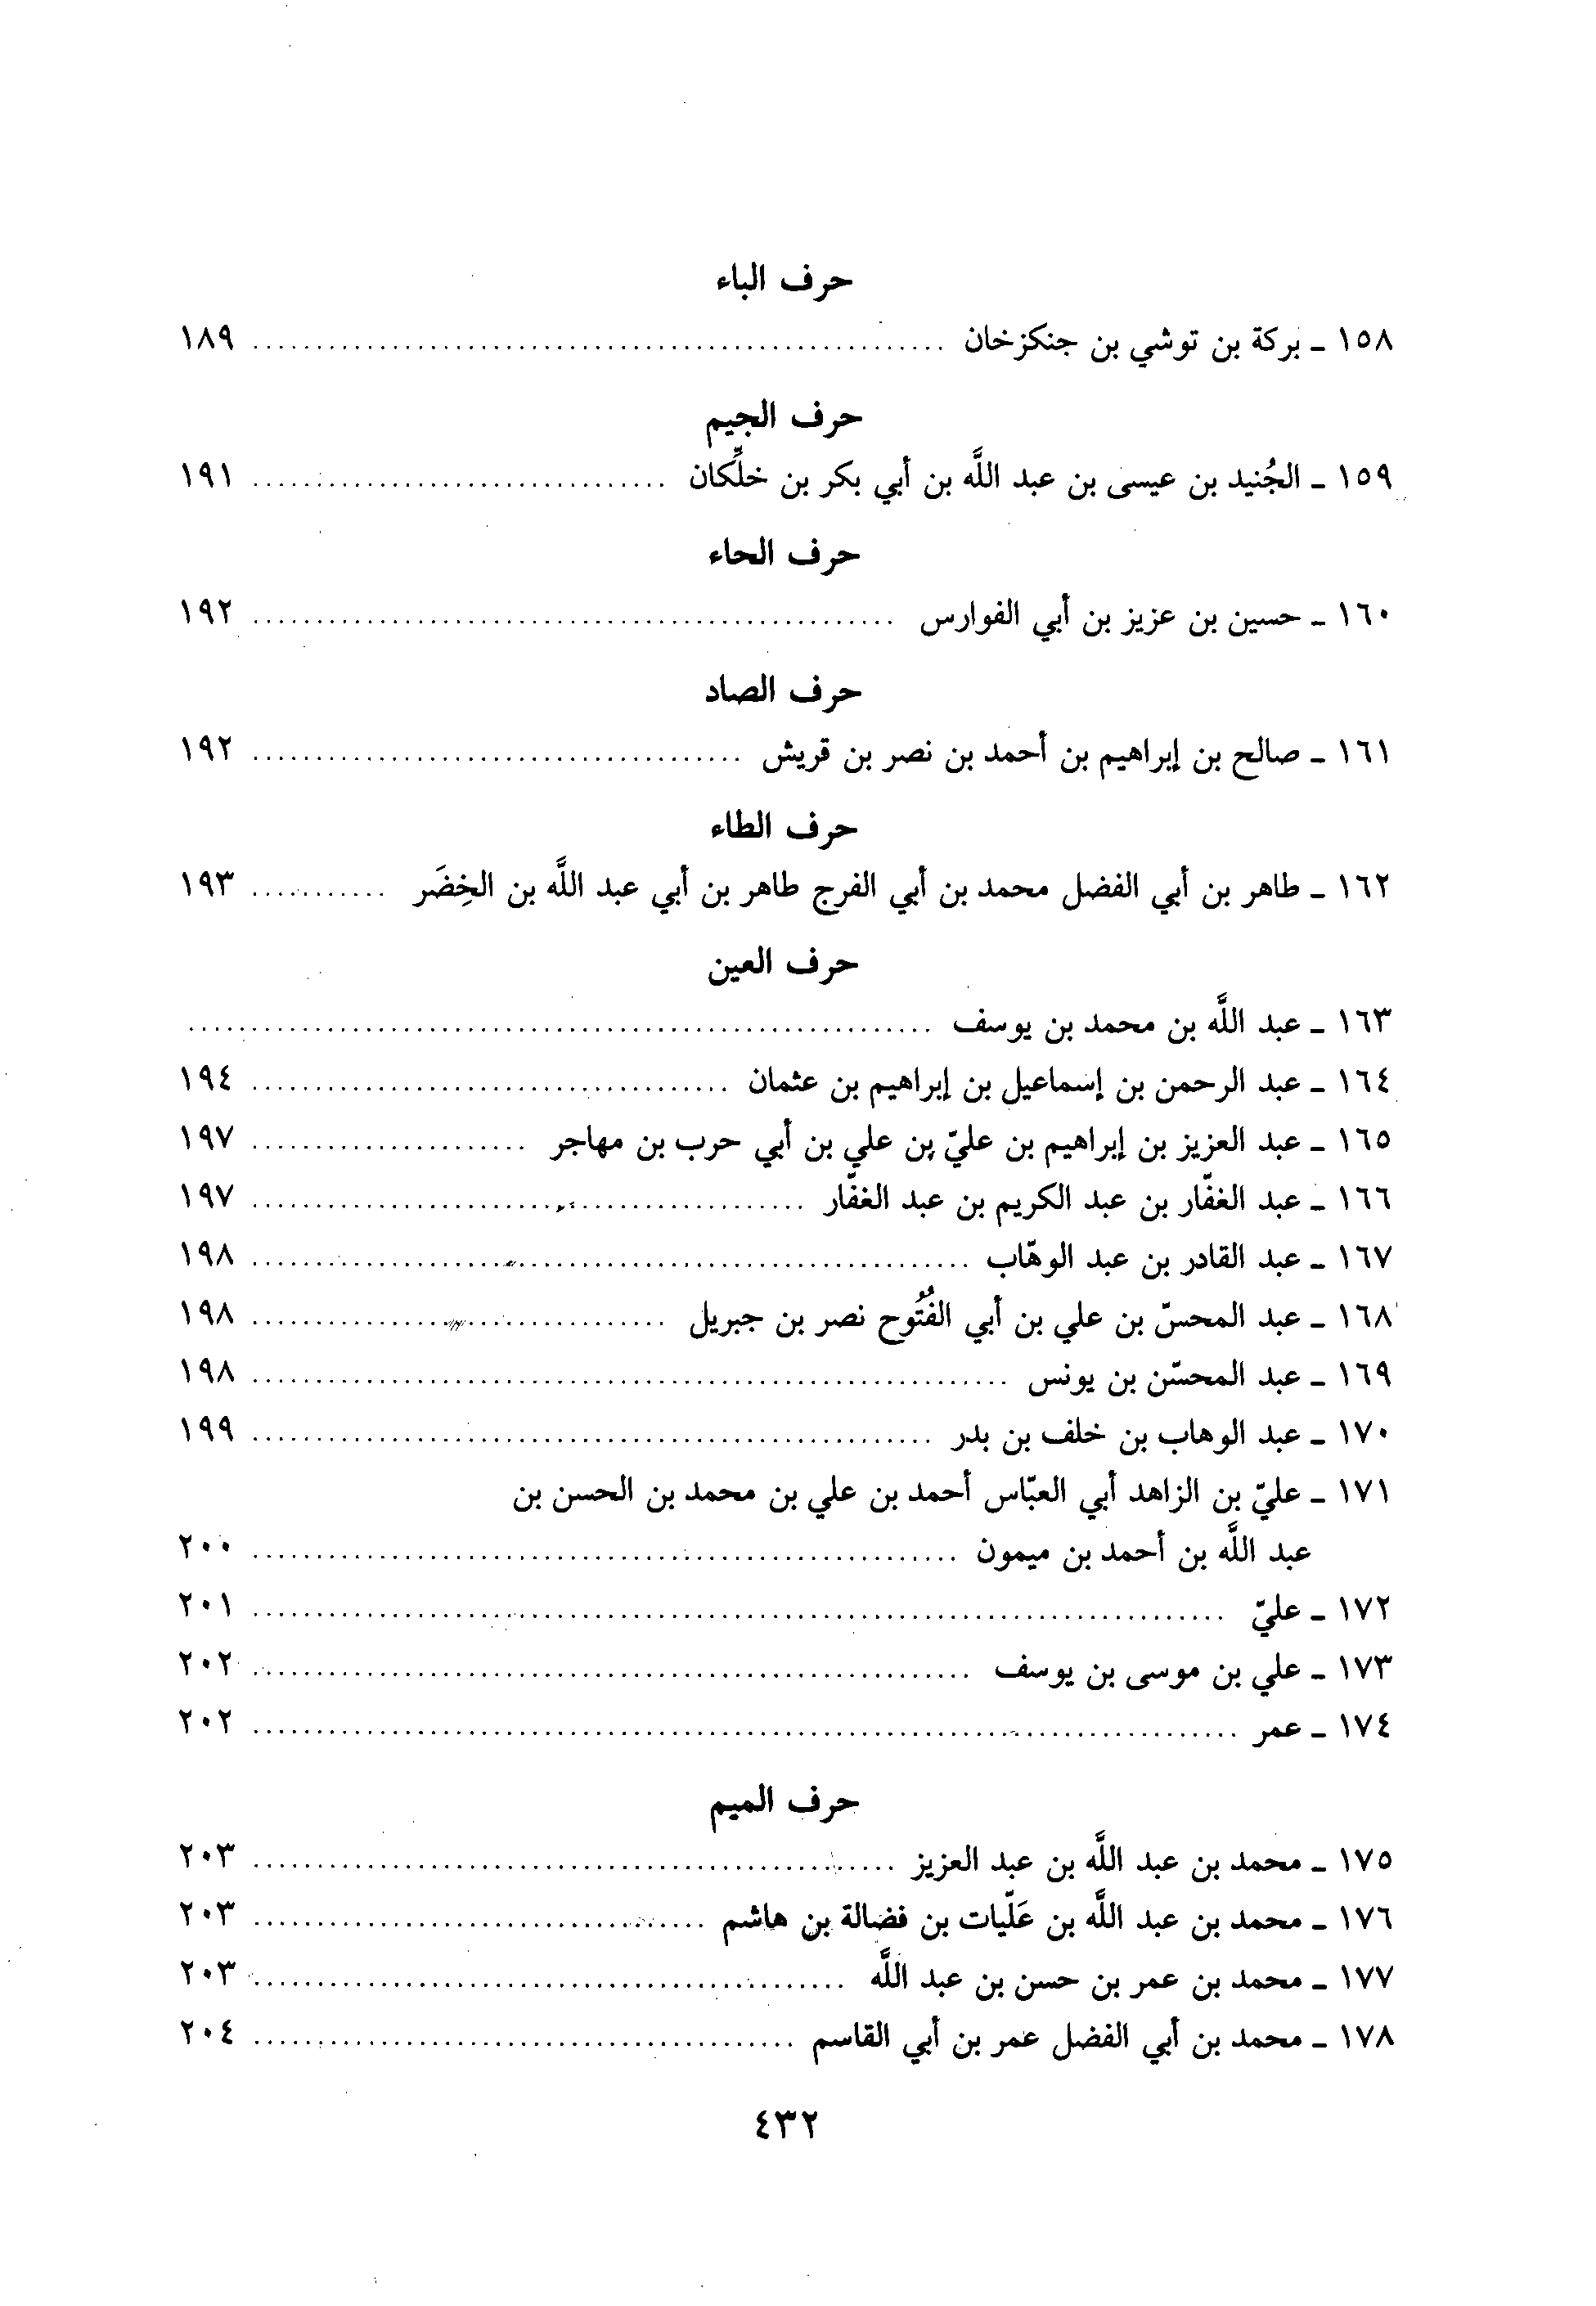 حرف الباء
١٥٨ ـ بركة بن توشي بن جنكزخان ........................................ ١٨٩
حرف الجيم
١٥٩ ـ الجُنيد بن عيسى بن عبد اللَّه بن أبي بكر بن خلِّكان ........................ ١٩١
حرف الحاء
١٦٠ ـ حسين بن عزيز بن أبي الفوارس ........................................ ١٩٢
حرف الصاد
١٦١ ـ صالح بن إبراهيم بن أحمد بن نصر بن قريش ............................ ١٩٢
حرف الطاء
١٦٢ ـ طاهر بن أبي الفضل محمد بن أبي الفرج طاهر بن أبي عبد اللَّه بن الخِضَر ........... ١٩٣
حرف العين
١٦٣ ـ عبد اللَّه بن محمد بن يوسف ........................................
١٦٤ ـ عبد الرحمن بن إسماعيل بن إبراهيم بن عثمان ............................ ١٩٤
١٦٥ ـ عبد العزيز بن إبراهيم بن عليّ بن علي بن أبي حرب بن مهاجر .................... ١٩٧
١٦٦ ـ عبد الغفّار بن عبد الكريم بن عبد الغفّار ................................ ١٩٧
١٦٧ ـ عبد القادر بن عبد الوهّاب ........................................ ١٩٨
١٦٨ ـ عبد المحسّ بن علي بن أبي الفُتُوح نصر بن جبريل ........................ ١٩٨
١٦٩ ـ عبد المحسّن بن يونس ........................................ ١٩٨
١٧٠ ـ عبد الوهاب بن خلف بن بدر ........................................ ١٩٩
١٧١ ـ عليّ بن الزاهد أبي العبّاس أحمد بن علي بن محمد بن الحسن بن
عبد اللَّه بن أحمد بن ميمون ........................................ ٢٠٠
١٧٢ ـ عليّ ........................................ ٢٠١
١٧٣ ـ علي بن موسى بن يوسف ........................................ ٢٠٢
١٧٤ ـ عمر ........................................ ٢٠٢
حرف الميم
١٧٥ ـ محمد بن عبد اللَّه بن عبد العزيز ........................................ ٢٠٣
١٧٦ ـ محمد بن عبد اللَّه بن عَلّيات بن فضالة بن هاشم ............................ ٢٠٣
١٧٧ ـ محمد بن عمر بن حسن بن عبد اللَّه ................................ ٢٠٣
١٧٨ ـ محمد بن أبي الفضل عمر بن أبي القاسم ................................ ٢٠٤
٤٣٢